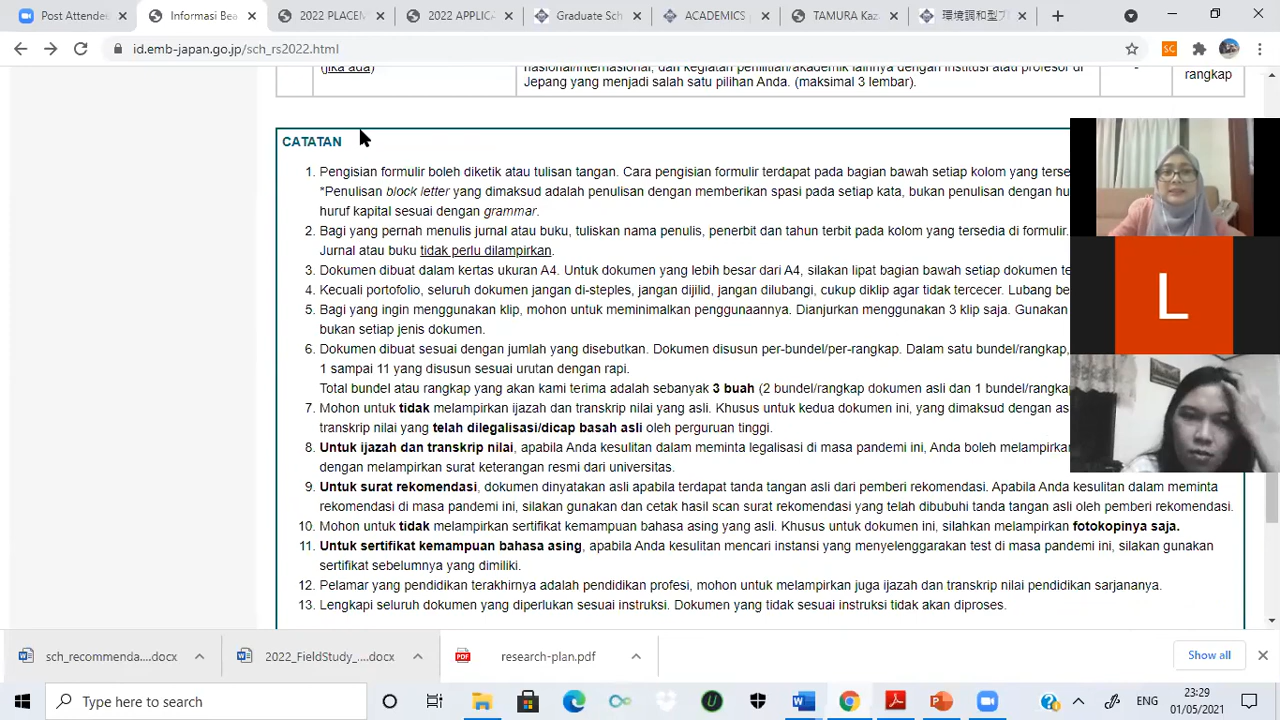 Post Attende
Informasi Bea
2022 PLACEM
2022 APPLICA
Graduate Sch
ACADEMICS
TAMURA Kaz
環境調和型プ
id.emb-japan.go.jp/sch_rs2022.html
SC
(jika ada)
nasional/internasional, dan kegiatan penilitian/akademik lainnya dengan institusi atau profesor di
Jepang yang menjadi salah satu pilihan Anda. (maksimal 3 lembar).
-
rangkap
CATATAN
1. Pengisian formulir boleh diketik atau tulisan tangan. Cara pengisian formulir terdapat pada bagian bawah setiap kolom yang terse
*Penulisan block letter yang dimaksud adalah penulisan dengan memberikan spasi pada setiap kata, bukan penulisan dengan hu
huruf kapital sesuai dengan grammar.
2. Bagi yang pernah menulis jurnal atau buku, tuliskan nama penulis, penerbit dan tahun terbit pada kolom yang tersedia di formulir.
Jurnal atau buku tidak perlu dilampirkan.
3. Dokumen dibuat dalam kertas ukuran A4. Untuk dokumen yang lebih besar dari A4, silakan lipat bagian bawah setiap dokumen te
4. Kecuali portofolio, seluruh dokumen jangan di-steples, jangan dijilid, jangan dilubangi, cukup diklip agar tidak tercecer. Lubang be
5. Bagi yang ingin menggunakan klip, mohon untuk meminimalkan penggunaannya. Dianjurkan menggunakan 3 klip saja. Gunakan
bukan setiap jenis dokumen.
6. Dokumen dibuat sesuai dengan jumlah yang disebutkan. Dokumen disusun per-bundel/per-rangkap. Dalam satu bundel/rangkap,
1 sampai 11 yang disusun sesuai urutan dengan rapi.
Total bundel atau rangkap yang akan kami terima adalah sebanyak 3 buah (2 bundel/rangkap dokumen asli dan 1 bundel/rangka
7. Mohon untuk tidak melampirkan ijazah dan transkrip nilai yang asli. Khusus untuk kedua dokumen ini, yang dimaksud dengan as
transkrip nilai yang telah dilegalisasi/dicap basah asli oleh perguruan tinggi.
8. Untuk ijazah dan transkrip nilai, apabila Anda kesulitan dalam meminta legalisasi di masa pandemi ini, Anda boleh melampirkan
dengan melampirkan surat keterangan resmi dari universitas.
9. Untuk surat rekomendasi, dokumen dinyatakan asli apabila terdapat tanda tangan asli dari pemberi rekomendasi. Apabila Anda kesulitan dalam meminta
rekomendasi di masa pandemi ini, silakan gunakan dan cetak hasil scan surat rekomendasi yang telah dibubuhi tanda tangan asli oleh pemberi rekomendasi.
10. Mohon untuk tidak melampirkan sertifikat kemampuan bahasa asing yang asli. Khusus untuk dokumen ini, silahkan melampirkan fotokopinya saja.
11. Untuk sertifikat kemampuan bahasa asing, apabila Anda kesulitan mencari instansi yang menyelenggarakan test di masa pandemi ini, silakan gunakan
sertifikat sebelumnya yang dimiliki.
12. Pelamar yang pendidikan terakhirnya adalah pendidikan profesi, mohon untuk melampirkan juga ijazah dan transkrip nilai pendidikan sarjananya.
13. Lengkapi seluruh dokumen yang diperlukan sesuai instruksi. Dokumen yang tidak sesuai instruksi tidak akan diproses.
L
sch_recommenda....docx
2022_FieldStudy_....docx
research-plan.pdf
Show all
Type here to search
ENG
23:29
01/05/2021